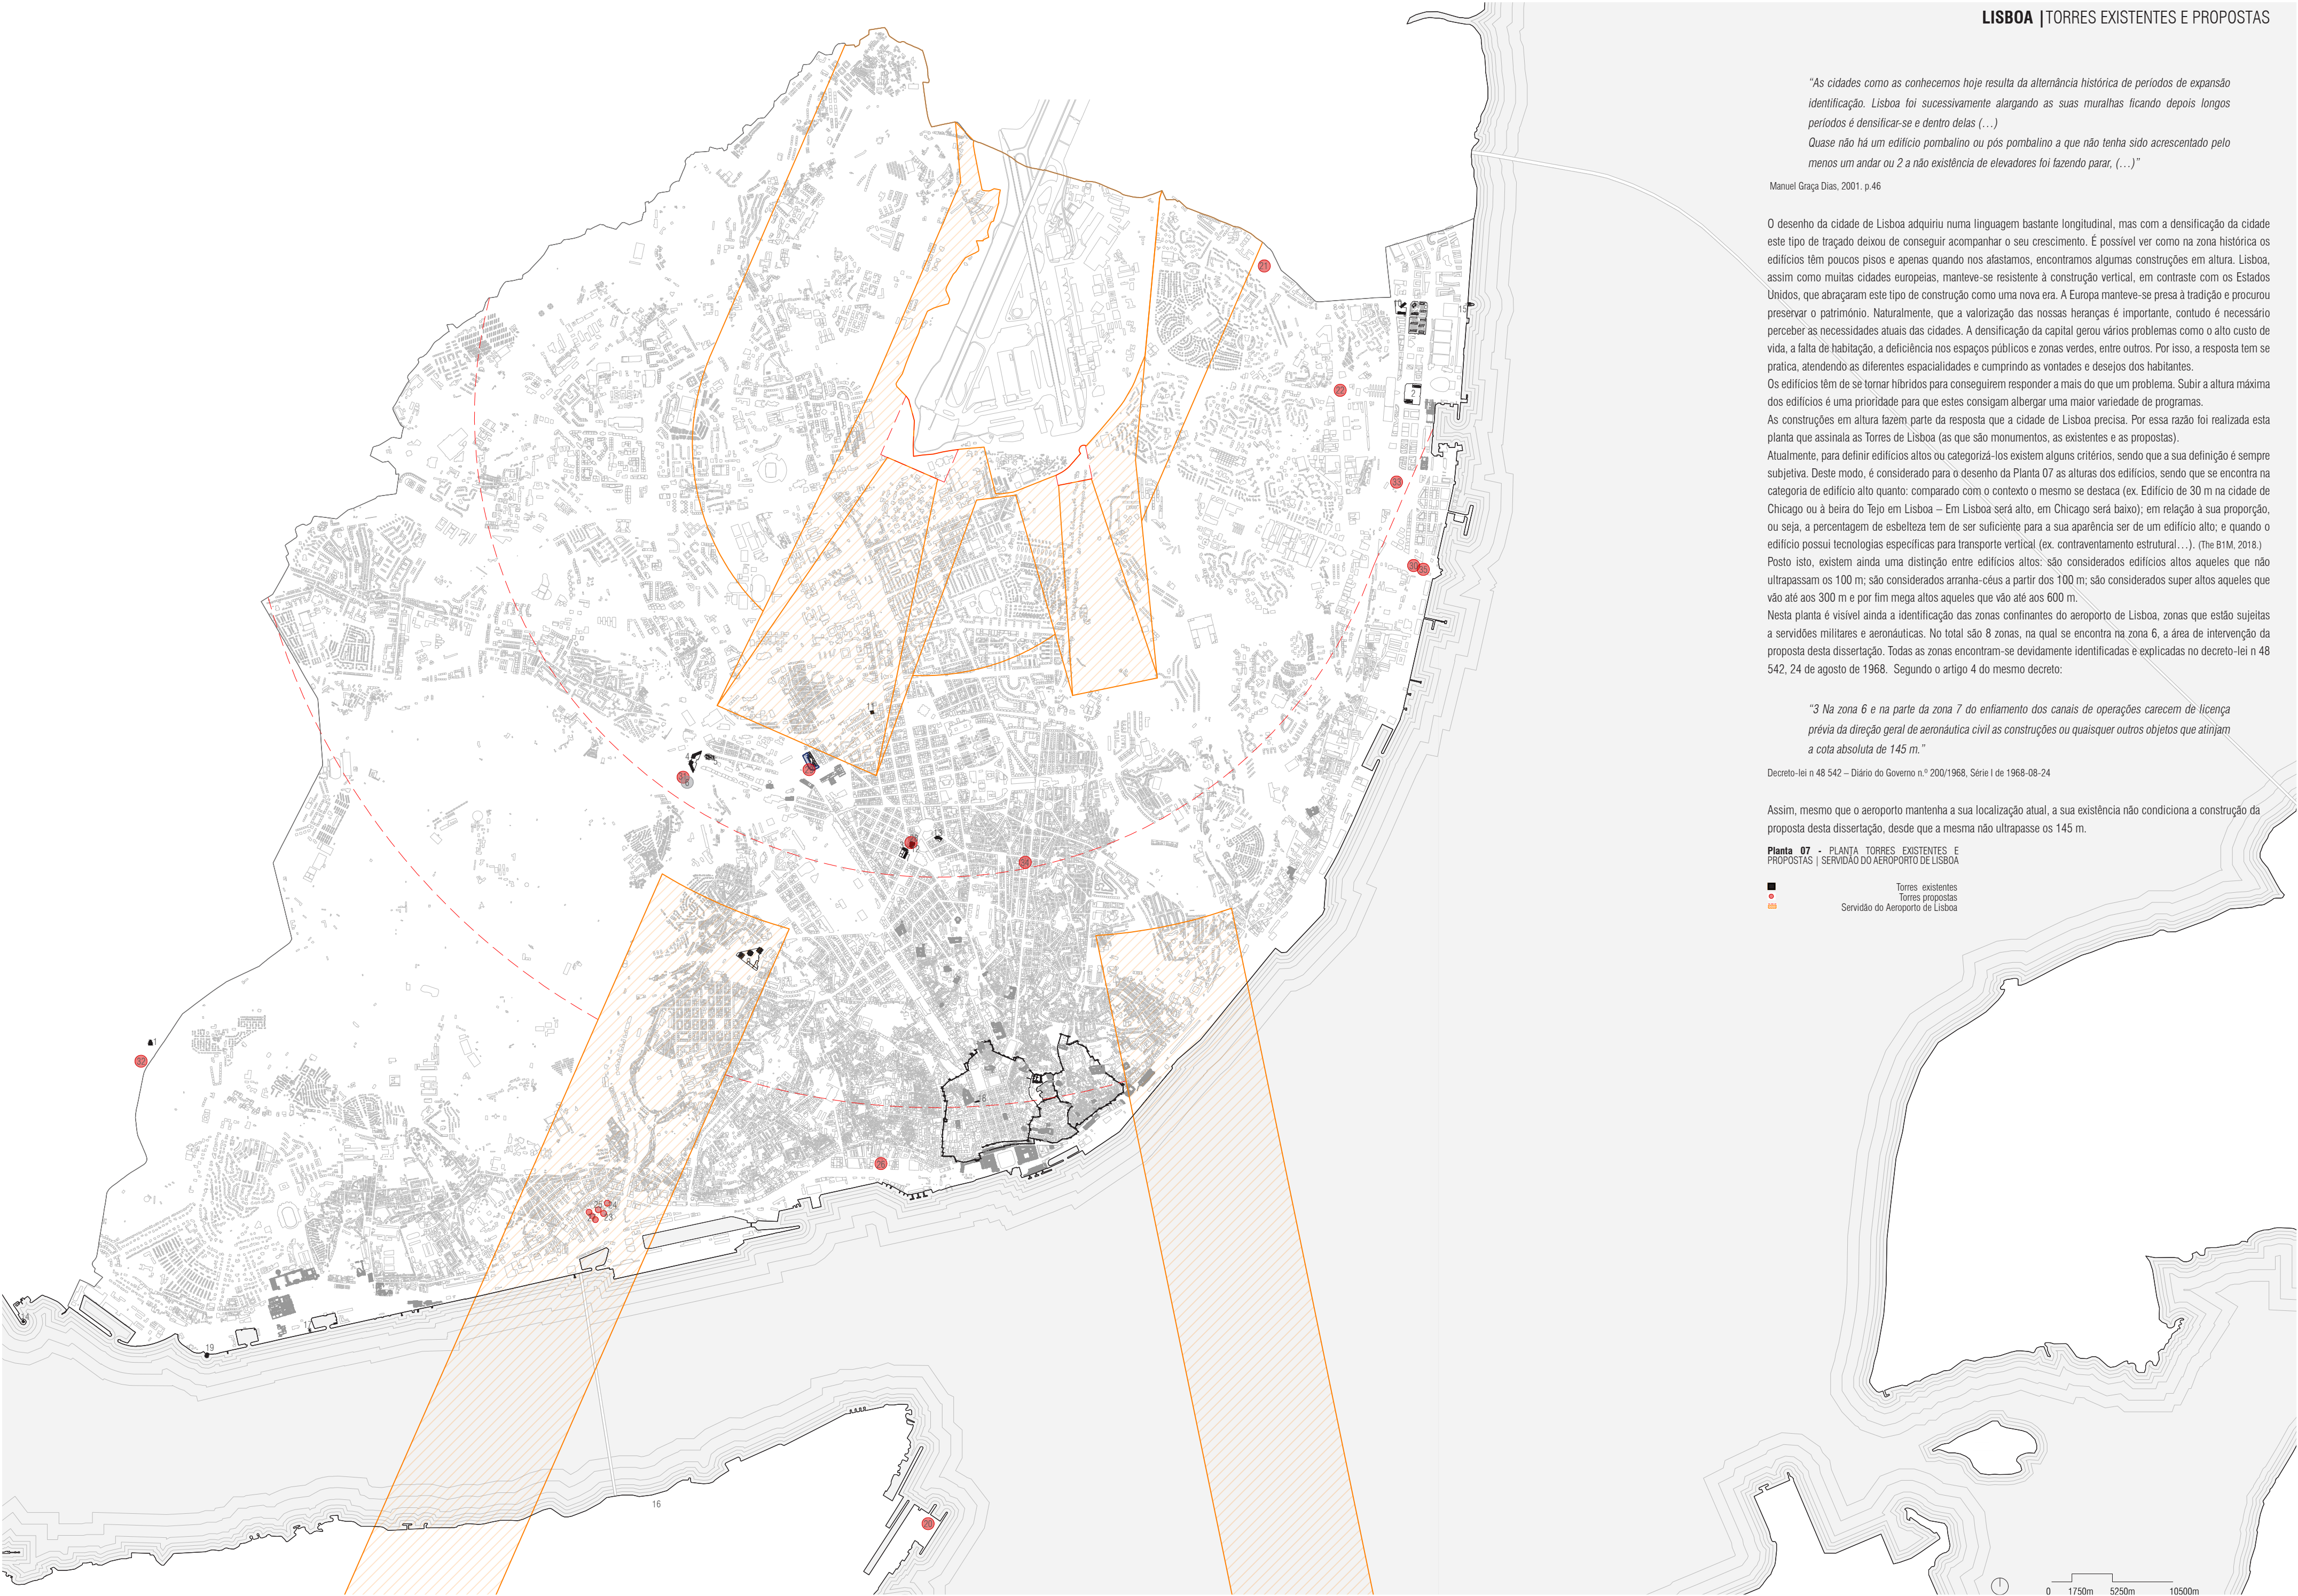 LISBOA | TORRES EXISTENTES E PROPOSTAS
“As cidades como as conhecemos hoje resulta da alternância histórica de períodos de expansão
identificação. Lisboa foi sucessivamente alargando as suas muralhas ficando depois longos
períodos é densificar-se e dentro delas (…)
Quase não há um edifício pombalino ou pós pombalino a que não tenha sido acrescentado pelo
menos um andar ou 2 a não existência de elevadores foi fazendo parar, (…)”
Manuel Graça Dias, 2001. p.46
O desenho da cidade de Lisboa adquiriu numa linguagem bastante longitudinal, mas com a densificação da cidade
este tipo de traçado deixou de conseguir acompanhar o seu crescimento. É possível ver como na zona histórica os
edifícios têm poucos pisos e apenas quando nos afastamos, encontramos algumas construções em altura. Lisboa,
assim como muitas cidades europeias, manteve-se resistente à construção vertical, em contraste com os Estados
Unidos, que abraçaram este tipo de construção como uma nova era. A Europa manteve-se presa à tradição e procurou
preservar o património. Naturalmente, que a valorização das nossas heranças é importante, contudo é necessário
perceber as necessidades atuais das cidades. A densificação da capital gerou vários problemas como o alto custo de
vida, a falta de habitação, a deficiência nos espaços públicos e zonas verdes, entre outros. Por isso, a resposta tem se
pratica, atendendo as diferentes espacialidades e cumprindo as vontades e desejos dos habitantes.
Os edifícios têm de se tornar híbridos para conseguirem responder a mais do que um problema. Subir a altura máxima
dos edifícios é uma prioridade para que estes consigam albergar uma maior variedade de programas.
As construções em altura fazem parte da resposta que a cidade de Lisboa precisa. Por essa razão foi realizada esta
planta que assinala as Torres de Lisboa (as que são monumentos, as existentes e as propostas).
Atualmente, para definir edifícios altos ou categorizá-los existem alguns critérios, sendo que a sua definição é sempre
subjetiva. Deste modo, é considerado para o desenho da Planta 07 as alturas dos edifícios, sendo que se encontra na
categoria de edifício alto quanto: comparado com o contexto o mesmo se destaca (ex. Edifício de 30 m na cidade de
Chicago ou à beira do Tejo em Lisboa – Em Lisboa será alto, em Chicago será baixo); em relação à sua proporção,
ou seja, a percentagem de esbelteza tem de ser suficiente para a sua aparência ser de um edifício alto; e quando o
edifício possui tecnologias específicas para transporte vertical (ex. contraventamento estrutural…). (The B1M, 2018.)
Posto isto, existem ainda uma distinção entre edifícios altos: são considerados edifícios altos aqueles que não
ultrapassam os 100 m; são considerados arranha-céus a partir dos 100 m; são considerados super altos aqueles que
vão até aos 300 m e por fim mega altos aqueles que vão até aos 600 m.
Nesta planta é visível ainda a identificação das zonas confinantes do aeroporto de Lisboa, zonas que estão sujeitas
a servidões militares e aeronáuticas. No total são 8 zonas, na qual se encontra na zona 6, a área de intervenção da
proposta desta dissertação. Todas as zonas encontram-se devidamente identificadas e explicadas no decreto-lei n 48
542, 24 de agosto de 1968. Segundo o artigo 4 do mesmo decreto:
“3 Na zona 6 e na parte da zona 7 do enfiamento dos canais de operações carecem de licença
prévia da direção geral de aeronáutica civil as construções ou quaisquer outros objetos que atinjam
a cota absoluta de 145 m.”
Decreto-lei n 48 542 – Diário do Governo n.º 200/1968, Série I de 1968-08-24
Assim, mesmo que o aeroporto mantenha a sua localização atual, a sua existência não condiciona a construção da
proposta desta dissertação, desde que a mesma não ultrapasse os 145 m.
Planta 07 - PLANTA TORRES EXISTENTES E
PROPOSTAS | SERVIDÃO DO AEROPORTO DE LISBOA
Torres existentes
Torres propostas
Servidão do Aeroporto de Lisboa
21
15
22
2
33
30
35
11
4
5
31
34
1
32
26
25
24
23
19
16
20
0 1750m 5250m 10500m